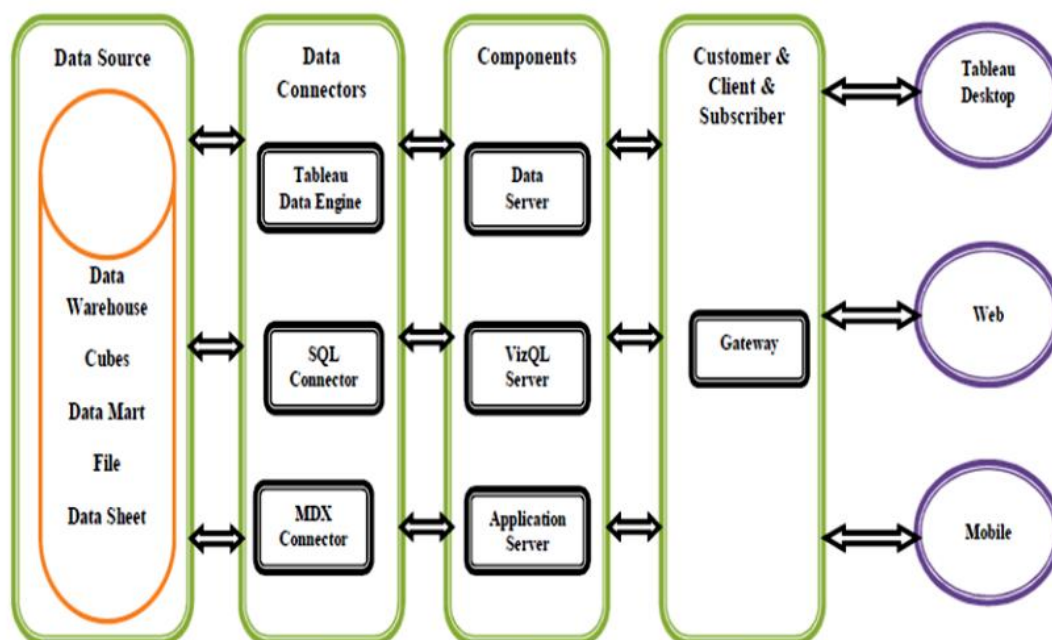 Data Source
Data
Warehouse
Cubes
Data Mart
File
Data Sheet
Data
Connectors
Tableau
Data Engine
SQL
Connector
MDX
Connector
Components
Data
Server
VizQL
Server
Application
Server
Customer &
Client &
Subscriber
Gateway
Tableau
Desktop
Web
Mobile